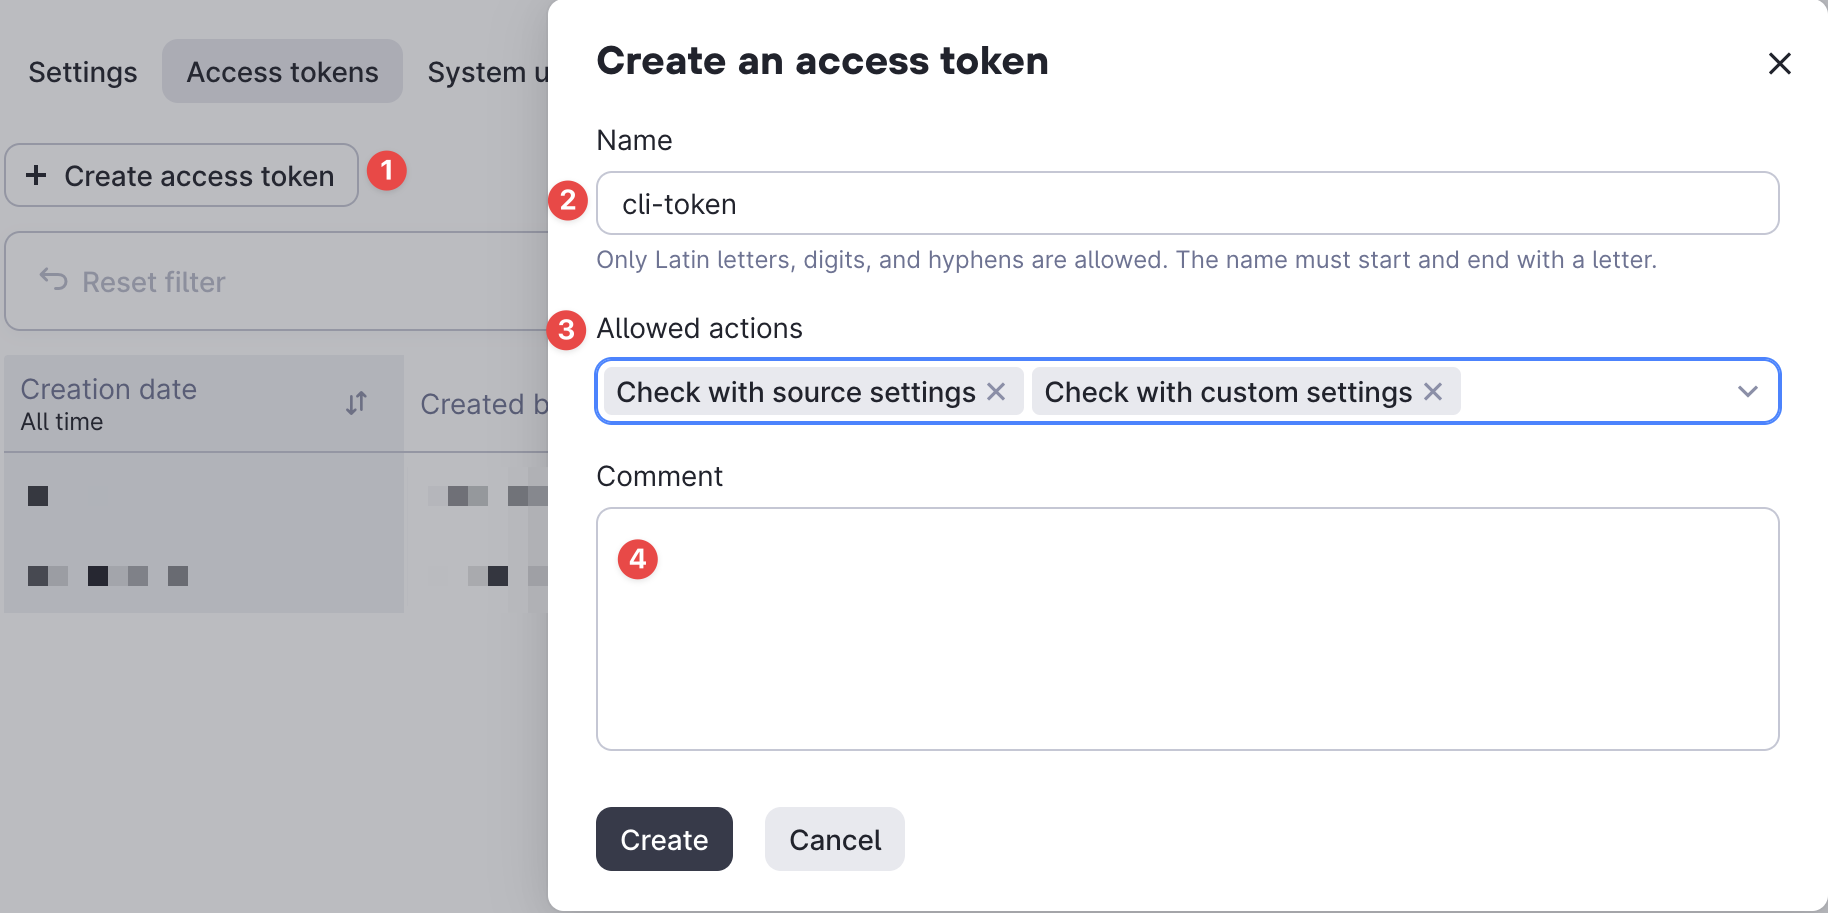 Settings
Access tokens
System u
+ Create access token
1
Reset filter
Creation date
All time
Created b
Create an access token
Name
2
cli-token
Only Latin letters, digits, and hyphens are allowed. The name must start and end with a letter.
3
Allowed actions
Check with source settings
Check with custom settings
Comment
4
Create
Cancel